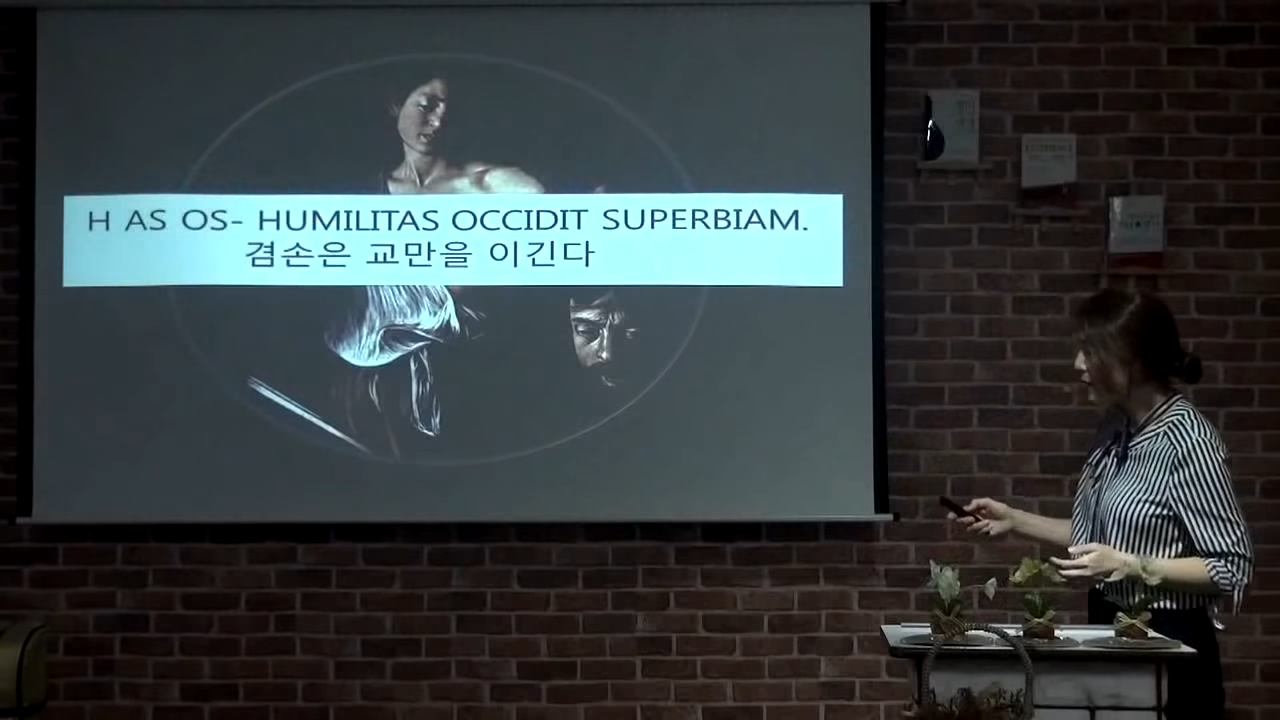 H AS OS- HUMILITAS OCCIDIT SUPERBIAM.
겸손은 교만을 이긴다